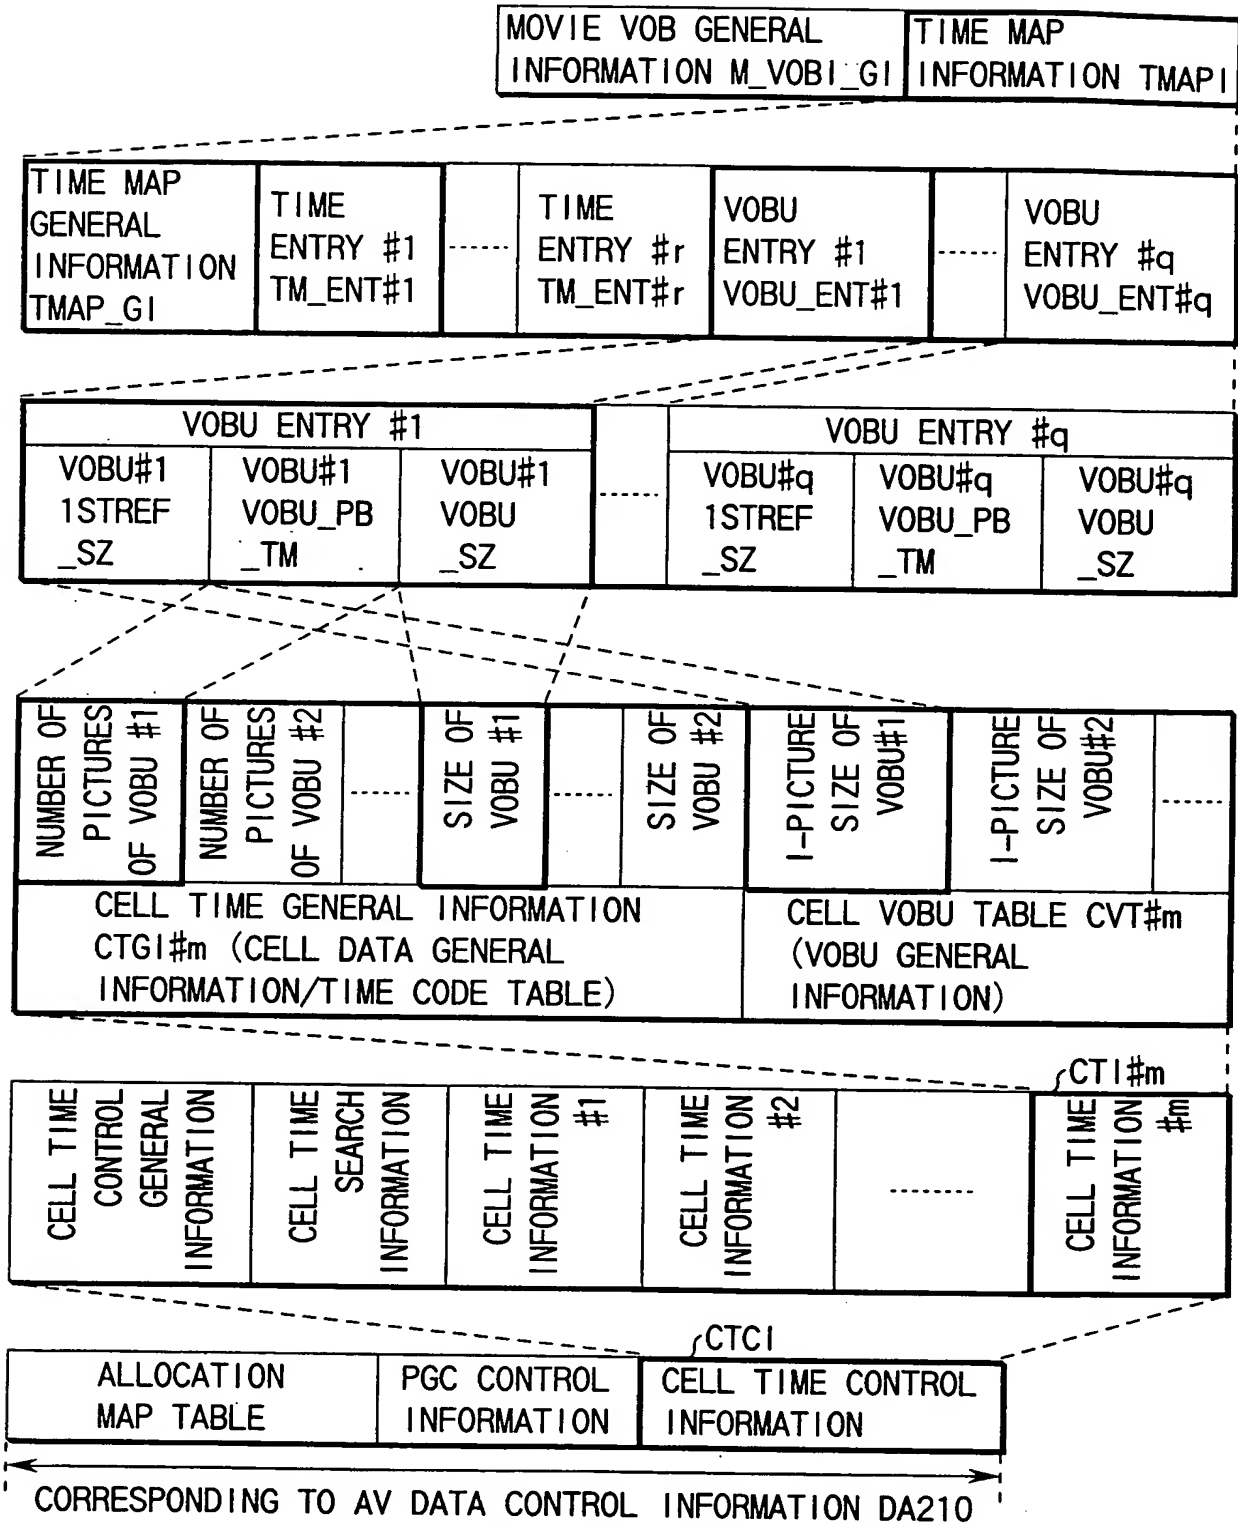 MOVIE VOB GENERAL
INFORMATION M_VOBI_GI
TIME MAP
INFORMATION TMAPI
TIME MAP
GENERAL
INFORMATION
TMAP_GI
TIME
ENTRY #1
TM_ENT#1
TIME
ENTRY #r
TM_ENT#r
VOBU
ENTRY #1
VOBU_ENT#1
VOBU
ENTRY #q
VOBU_ENT#q
VOBU ENTRY #1
VOBU#1
1STREF
_SZ
VOBU#1
VOBU_PB
_TM
VOBU#1
VOBU
_SZ
VOBU ENTRY #q
VOBU#q
1STREF
_SZ
VOBU#q
VOBU_PB
_TM
VOBU#q
VOBU
_SZ
NUMBER OF
PICTURES
OF VOBU #1
NUMBER OF
PICTURES
OF VOBU #2
SIZE OF
VOBU #1
SIZE OF
VOBU #2
I-PICTURE
SIZE OF
VOBU#1
I-PICTURE
SIZE OF
VOBU#2
CELL TIME GENERAL INFORMATION
CTGI#m (CELL DATA GENERAL
INFORMATION/TIME CODE TABLE)
CELL VOBU TABLE CVT#m
(VOBU GENERAL
INFORMATION)
CELL TIME
CONTROL
GENERAL
INFORMATION
CELL TIME
SEARCH
INFORMATION
CELL TIME
INFORMATION
#1
CELL TIME
INFORMATION
#2
CTI#m
CELL TIME
INFORMATION
#m
ALLOCATION
MAP TABLE
PGC CONTROL
INFORMATION
CTCI
CELL TIME CONTROL
INFORMATION
CORRESPONDING TO AV DATA CONTROL INFORMATION DA210